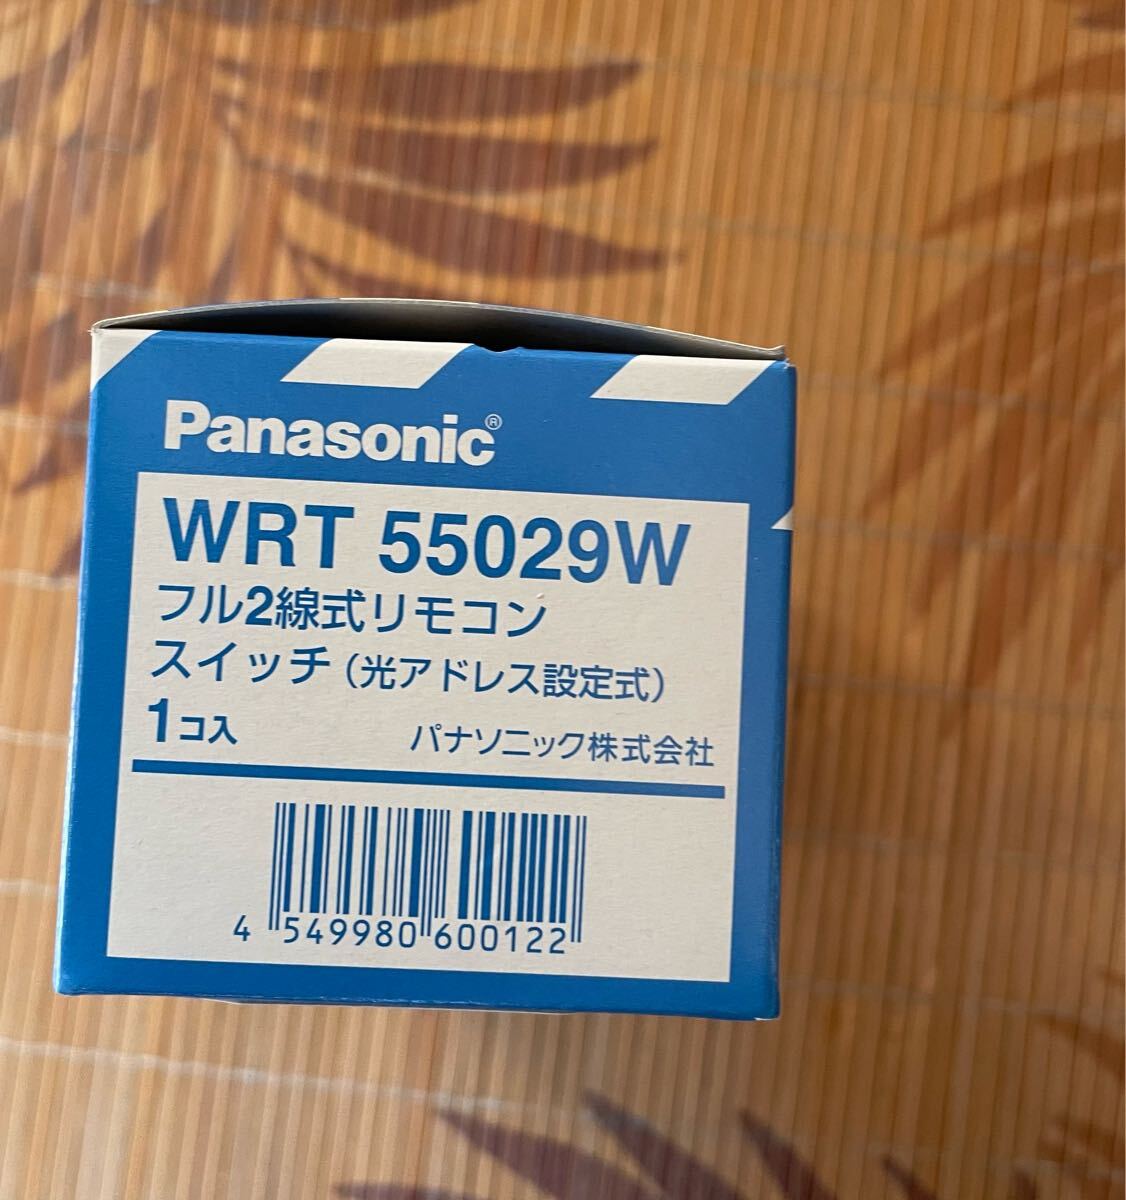 Panasonic®
WRT 55029W
フル2線式リモコン
スイッチ（光アドレス設定式）
1コ入 パナソニック株式会社
4 549980 600122